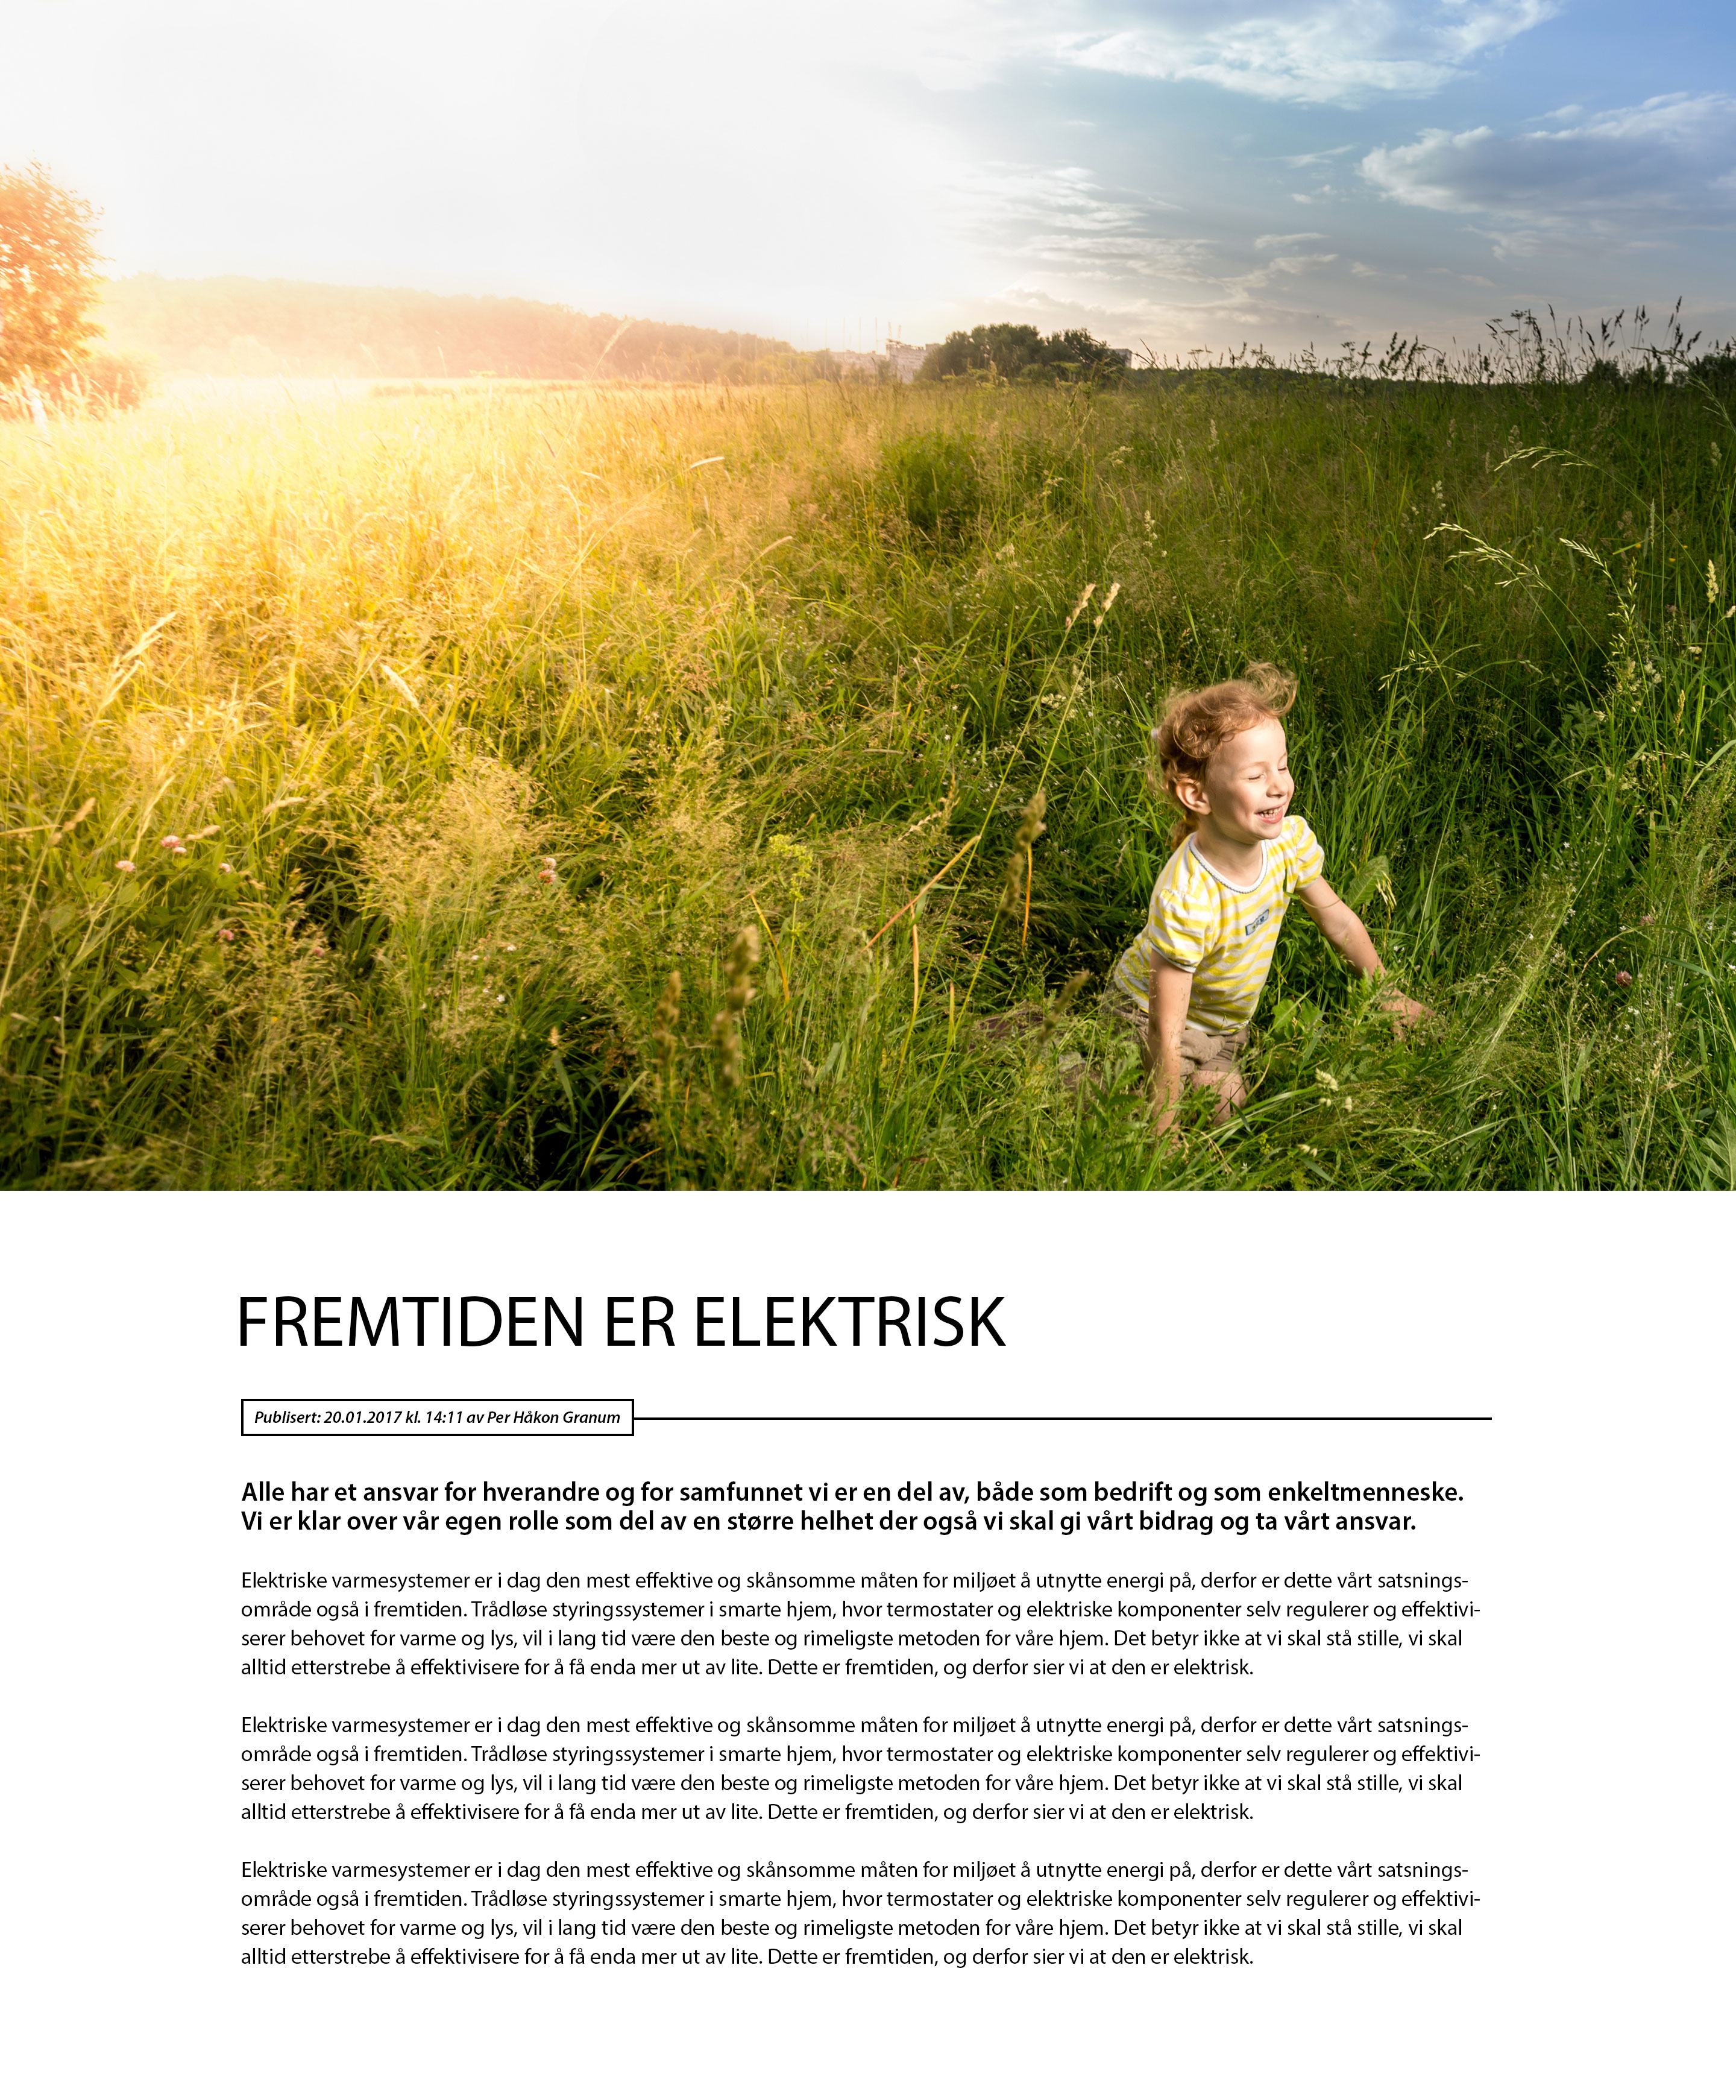 FREMTIDEN ER ELEKTRISK
Publisert: 20.01.2017 kl. 14:11 av Per Håkon Granum
Alle har et ansvar for hverandre og for samfunnet vi er en del av, både som bedrift og som enkeltmenneske.
Vi er klar over vår egen rolle som del av en større helhet der også vi skal gi vårt bidrag og ta vårt ansvar.
Elektriske varmesystemer er i dag den mest effektive og skånsomme måten for miljøet å utnytte energi på, derfor er dette vårt satsnings-
område også i fremtiden. Trådløse styringssystemer i smarte hjem, hvor termostater og elektriske komponenter selv regulerer og effektivi-
serer behovet for varme og lys, vil i lang tid være den beste og rimeligste metoden for våre hjem. Det betyr ikke at vi skal stå stille, vi skal
alltid etterstrebe å effektivisere for å få enda mer ut av lite. Dette er fremtiden, og derfor sier vi at den er elektrisk.
Elektriske varmesystemer er i dag den mest effektive og skånsomme måten for miljøet å utnytte energi på, derfor er dette vårt satsnings-
område også i fremtiden. Trådløse styringssystemer i smarte hjem, hvor termostater og elektriske komponenter selv regulerer og effektivi-
serer behovet for varme og lys, vil i lang tid være den beste og rimeligste metoden for våre hjem. Det betyr ikke at vi skal stå stille, vi skal
alltid etterstrebe å effektivisere for å få enda mer ut av lite. Dette er fremtiden, og derfor sier vi at den er elektrisk.
Elektriske varmesystemer er i dag den mest effektive og skånsomme måten for miljøet å utnytte energi på, derfor er dette vårt satsnings-
område også i fremtiden. Trådløse styringssystemer i smarte hjem, hvor termostater og elektriske komponenter selv regulerer og effektivi-
serer behovet for varme og lys, vil i lang tid være den beste og rimeligste metoden for våre hjem. Det betyr ikke at vi skal stå stille, vi skal
alltid etterstrebe å effektivisere for å få enda mer ut av lite. Dette er fremtiden, og derfor sier vi at den er elektrisk.